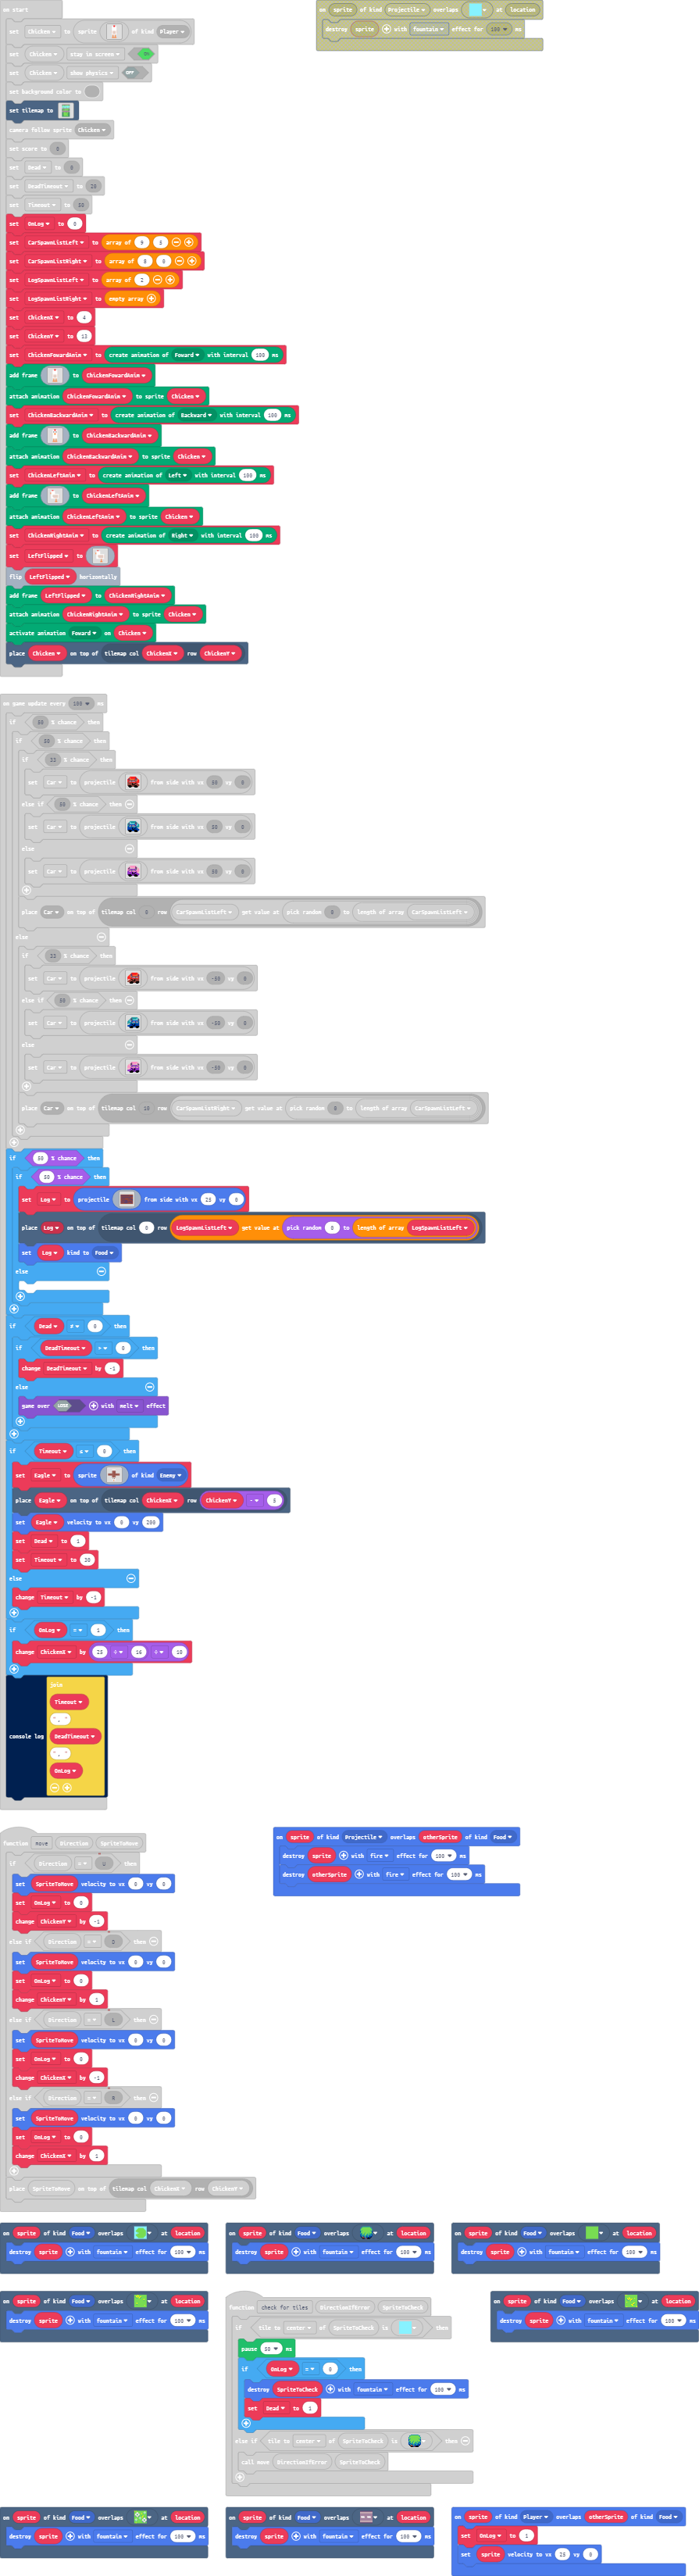 on start
set Chicken to sprite of kind Player
set Chicken stay in screen ON
set Chicken show physics OFF
set background color to
set tilemap to
camera follow sprite Chicken
set score to 0
set Dead to 0
set DeadTimeout to 20
set Timeout to
set OnLog to 0
set CarSpawnListLeft to array of
set CarSpawnListRight to array of
set LogSpawnListLeft to array of 2
set LogSpawnListRight to empty array
set ChickenX to 4
set ChickenY to 13
set ChickenFowardAnim to create animation of Foward with interval 100 ms
add frame to ChickenFowardAnim
attach animation ChickenFowardAnim to sprite Chicken
set ChickenBackwardAnim to create animation of Backward with interval 100 ms
add frame to ChickenBackwardAnim
attach animation ChickenBackwardAnim to sprite Chicken
set ChickenLeftAnim to create animation of Left with interval 100 ms
add frame to ChickenLeftAnim
attach animation ChickenLeftAnim to sprite Chicken
set ChickenRightAnim to create animation of Right with interval 100 ms
set LeftFlipped to
flip LeftFlipped horizontally
add frame LeftFlipped to ChickenRightAnim
attach animation ChickenRightAnim to sprite Chicken
activate animation Foward on Chicken
place Chicken on top of tilemap col ChickenX row ChickenY
on sprite of kind Projectile overlaps at location
destroy sprite with fountain effect for 100 ms
on game update every 100 ms
if 50 % chance then
if 50 % chance then
if 33 % chance then
set Car to projectile from side with vx 50 vy 0
else if 50 % chance then
set Car to projectile from side with vx 50 vy 0
else
set Car to projectile from side with vx 50 vy 0
place Car on top of tilemap col 0 row CarSpawnListLeft get value at pick random 0 to length of array CarSpawnListLeft
else
if 33 % chance then
set Car to projectile from side with vx -50 vy 0
else if 50 % chance then
set Car to projectile from side with vx -50 vy 0
else
set Car to projectile from side with vx -50 vy 0
place Car on top of tilemap col 10 row CarSpawnListRight get value at pick random 0 to length of array CarSpawnListLeft
if 50 % chance then
if 50 % chance then
set Log to projectile from side with vx 25 vy 0
place Log on top of tilemap col 0 row LogSpawnListLeft get value at pick random 0 to length of array LogSpawnListLeft
set Log kind to Food
else
if Dead ≠ 0 then
if DeadTimeout 0 then
change DeadTimeout by -1
else
game over LOSE with melt effect
if Timeout ≤ 0 then
set Eagle to sprite of kind Enemy
place Eagle on top of tilemap col ChickenX row ChickenY - 5
set Eagle velocity to vx 0 vy 200
set Dead to 1
set Timeout to 20
else
change Timeout by -1
if OnLog = 1 then
change ChickenX by 25 ÷ 16 ÷ 10
console log
join
Timeout
" , "
DeadTimeout
" , "
OnLog
function move Direction SpriteToMove
if Direction = then
set SpriteToMove velocity to vx 0 vy 0
set OnLog to 0
change ChickenY by -1
else if Direction = then
set SpriteToMove velocity to vx 0 vy 0
set OnLog to 0
change ChickenY by 1
else if Direction = L then
set SpriteToMove velocity to vx 0 vy 0
set OnLog to 0
change ChickenX by -1
else if Direction = R then
set SpriteToMove velocity to vx 0 vy 0
set OnLog to 0
change ChickenX by 1
place SpriteToMove on top of tilemap col ChickenX row ChickenY
on sprite of kind Projectile overlaps otherSprite of kind Food
destroy sprite with fire effect for 100 ms
destroy otherSprite with fire effect for 100 ms
on sprite of kind Food overlaps at location
destroy sprite with fountain effect for 100 ms
on sprite of kind Food overlaps at location
destroy sprite with fountain effect for 100 ms
on sprite of kind Food overlaps at location
destroy sprite with fountain effect for 100 ms
on sprite of kind Food overlaps at location
destroy sprite with fountain effect for 100 ms
function check for tiles DirectionIfError SpriteToCheck
if tile to center of SpriteToCheck is then
pause 50 ms
if OnLog = 0 then
destroy SpriteToCheck with fountain effect for 100 ms
set Dead to 1
else if tile to center of SpriteToCheck is then
call move DirectionIfError SpriteToCheck
on sprite of kind Food overlaps at location
destroy sprite with fountain effect for 100 ms
on sprite of kind Food overlaps at location
destroy sprite with fountain effect for 100 ms
on sprite of kind Food overlaps at location
destroy sprite with fountain effect for 100 ms
on sprite of kind Player overlaps otherSprite of kind Food
set OnLog to 1
set sprite velocity to vx 25 vy 0